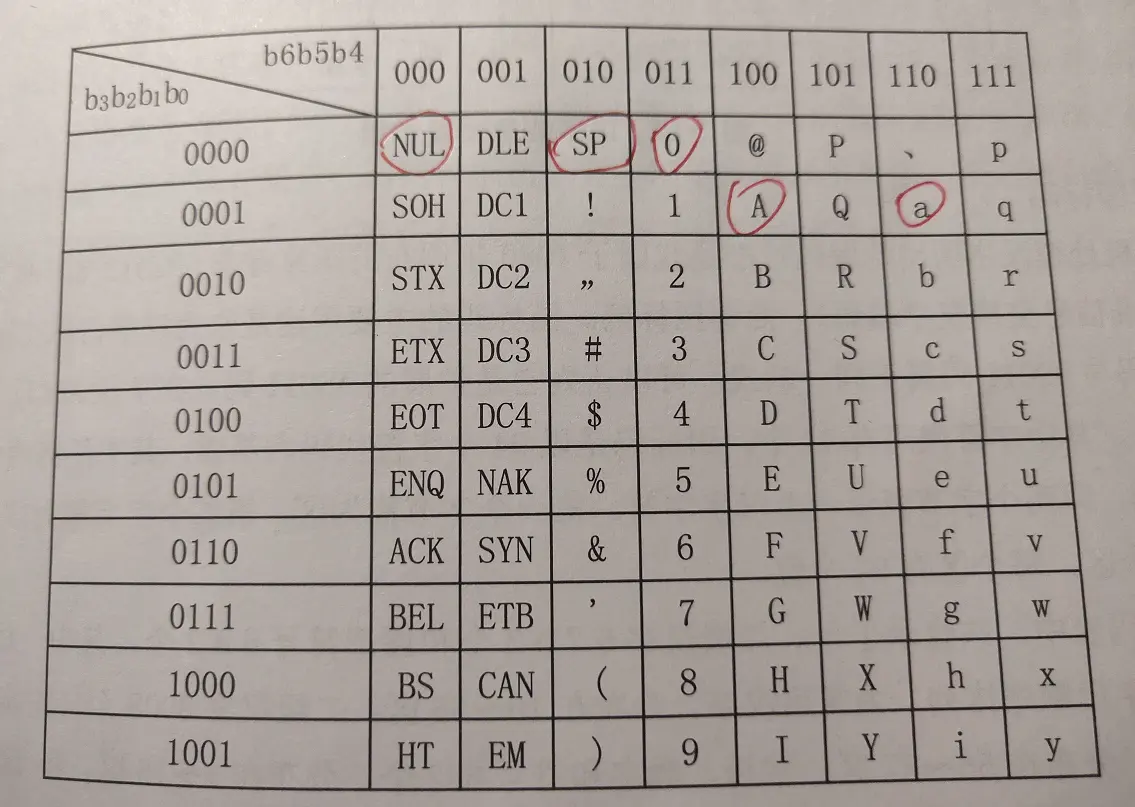 b6b5b4 000 001 010 011 100 101 110 111
b3b2b1b0
0000 NUL DLE SP 0 @ P 、 p
0001 SOH DC1 ! 1 A Q a q
0010 STX DC2 „ 2 B R b r
0011 ETX DC3 # 3 C S c s
0100 EOT DC4 $ 4 D T d t
0101 ENQ NAK % 5 E U e u
0110 ACK SYN & 6 F V f v
0111 BEL ETB ’ 7 G W g w
1000 BS CAN ( 8 H X h x
1001 HT EM ) 9 I Y i y